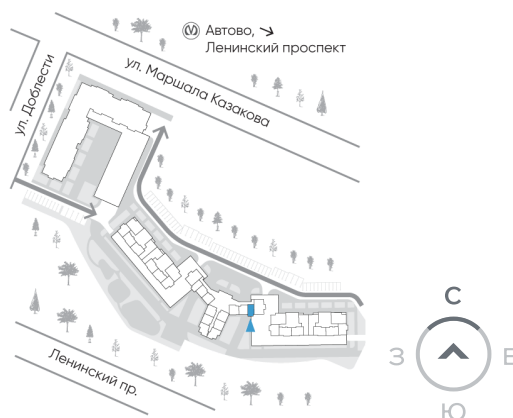 Автово, ↘
Ленинский проспект
ул. Доблести
ул. Маршала Казакова
Ленинский пр.
С
З
В
Ю